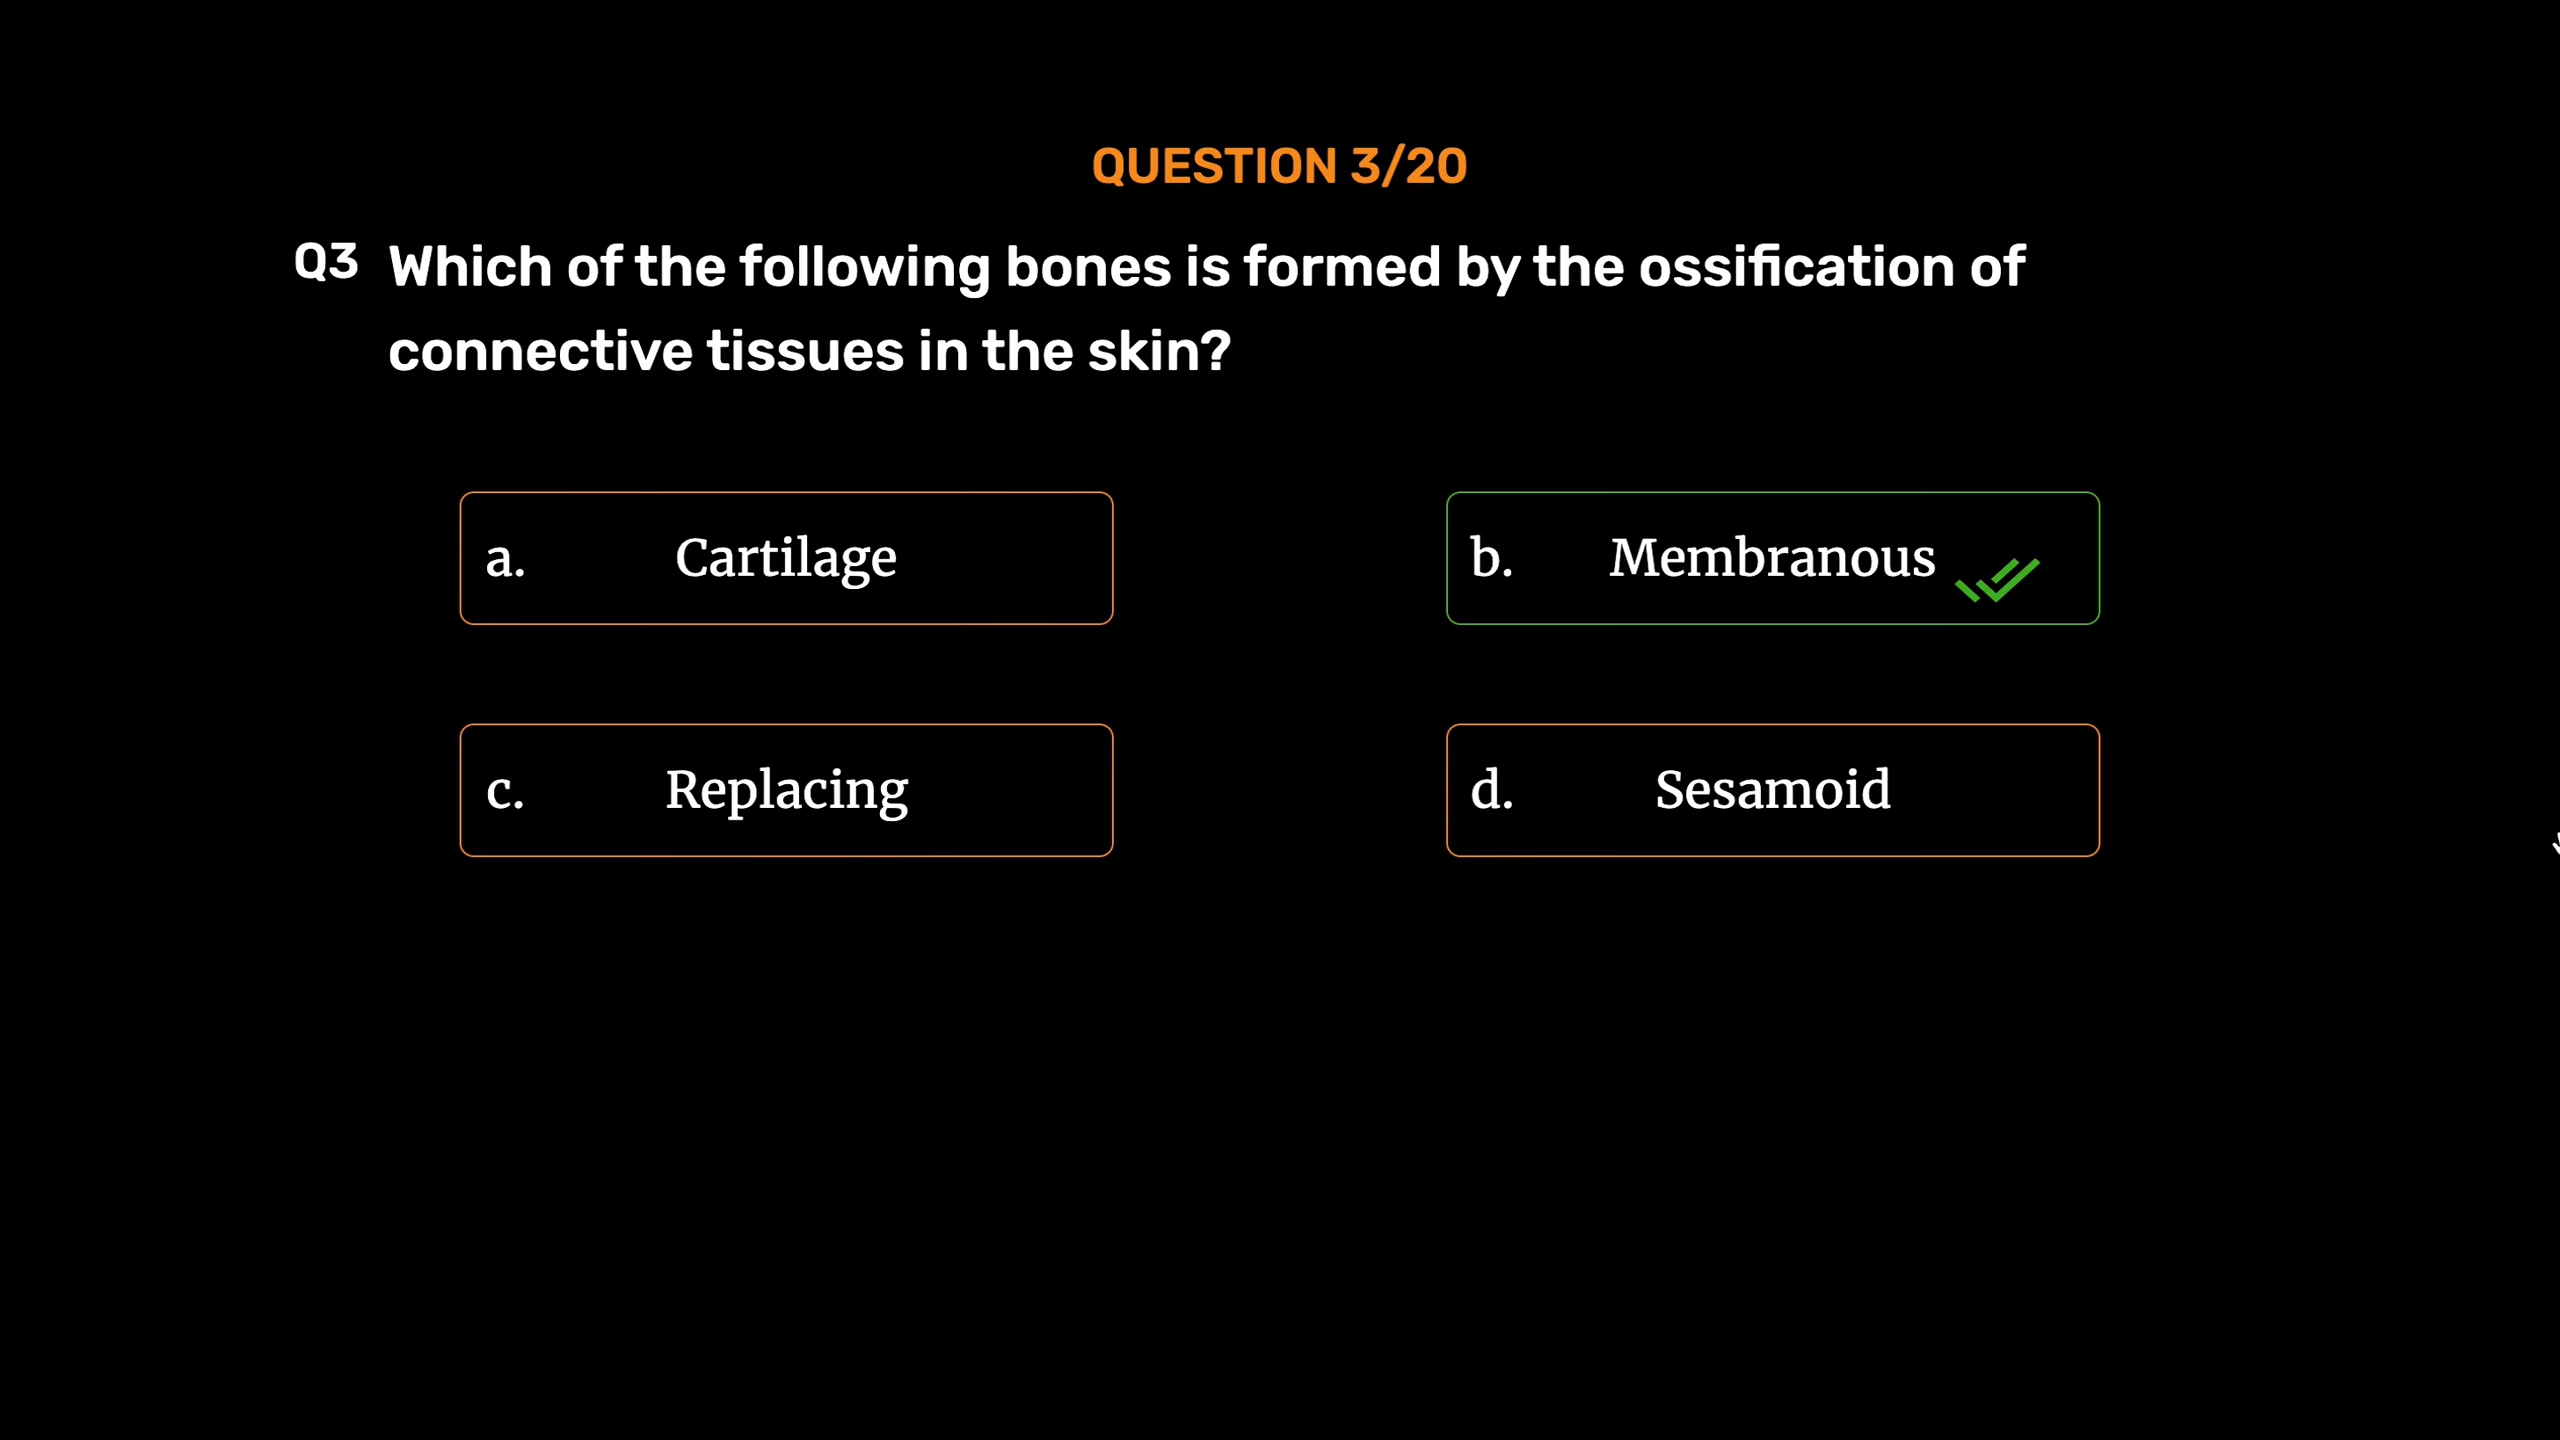 QUESTION 3/20
Q3 Which of the following bones is formed by the ossification of
connective tissues in the skin?
a. Cartilage
b. Membranous
c. Replacing
d. Sesamoid